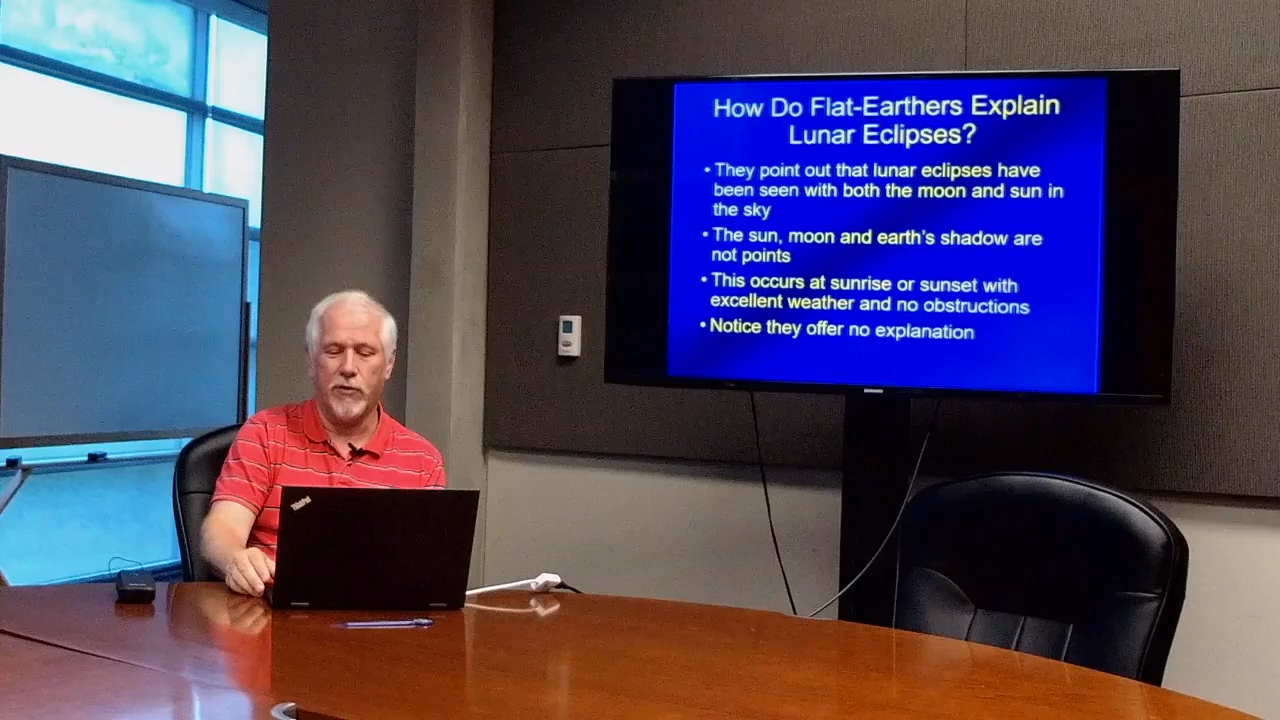 How Do Flat-Earthers Explain
Lunar Eclipses?
• They point out that lunar eclipses have
been seen with both the moon and sun in
the sky
• The sun, moon and earth's shadow are
not points
• This occurs at sunrise or sunset with
excellent weather and no obstructions
• Notice they offer no explanation
ThinkPad